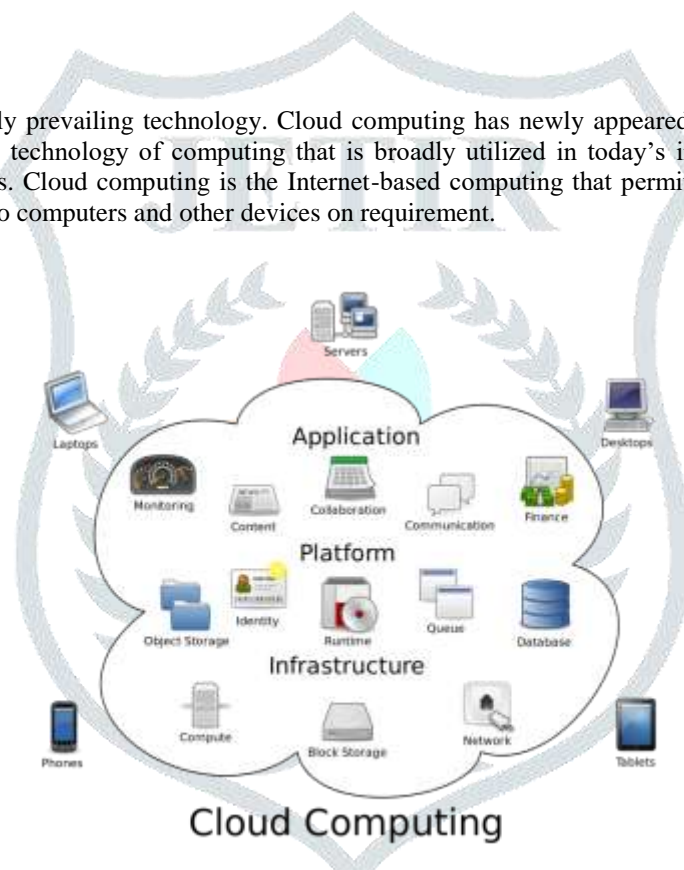 ly prevailing technology. Cloud computing has newly appeared
technology of computing that is broadly utilized in today's i
s. Cloud computing is the Internet-based computing that permi
o computers and other devices on requirement.
JETIR
Servers
Laptops
Desktops
Application
Monitoring
Content
Collaboration
Communication
Finance
Platform
Object Storage
Identity
Runtime
Queue
Database
Infrastructure
Compute
Block Storage
Network
Phones
Tablets
Cloud Computing